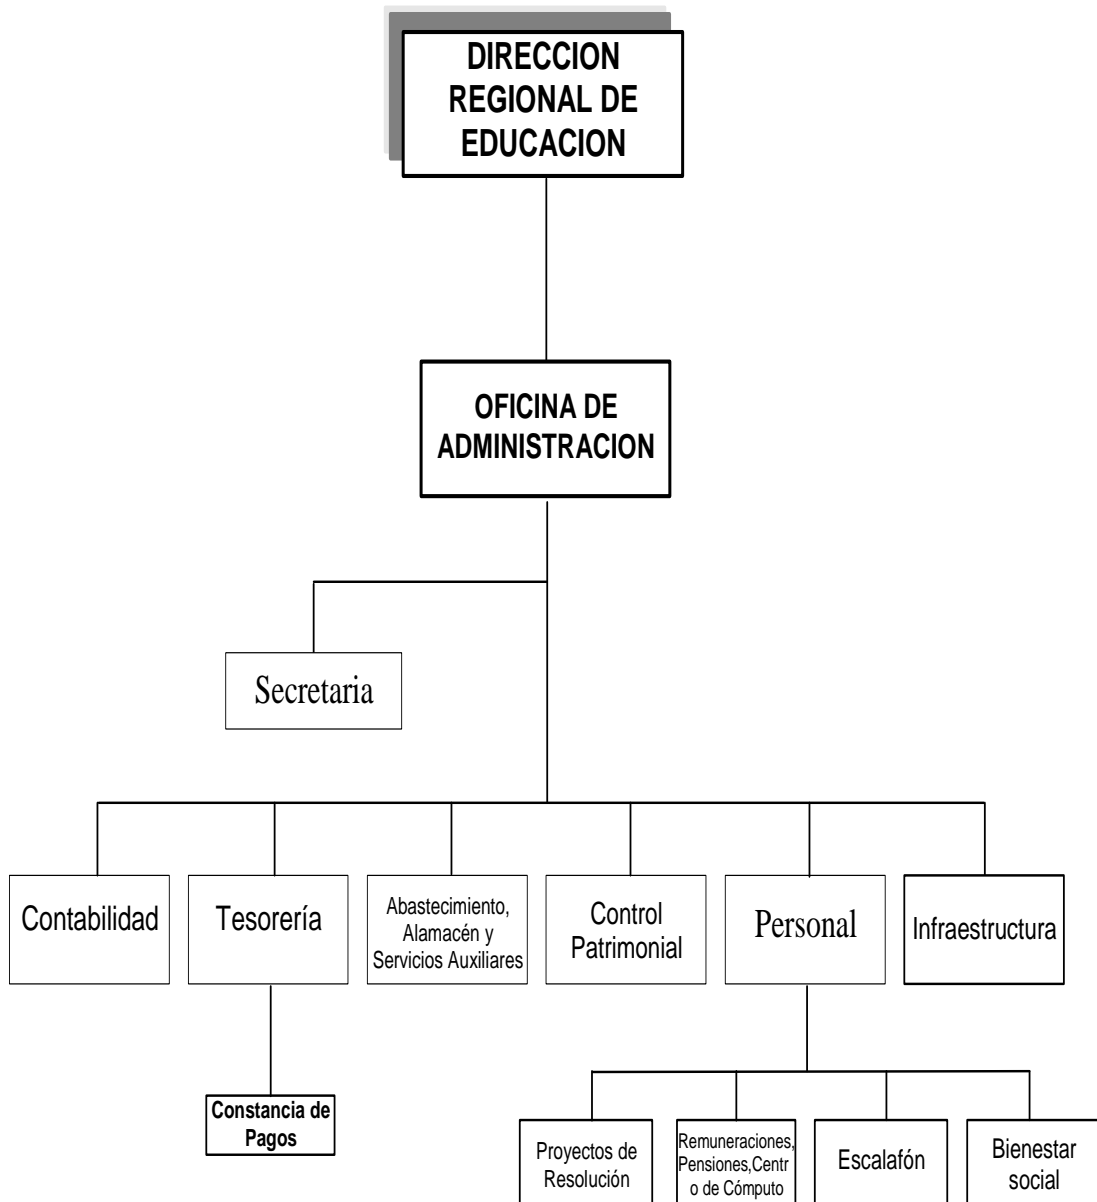 DIRECCION
REGIONAL DE
EDUCACION
OFICINA DE
ADMINISTRACION
Secretaria
Contabilidad
Tesorería
Abastecimiento,
Alamacén y
Servicios Auxiliares
Control
Patrimonial
Personal
Infraestructura
Constancia de
Pagos
Proyectos de
Resolución
Remuneraciones,
Pensiones,Centr
o de Cómputo
Escalafón
Bienestar
social